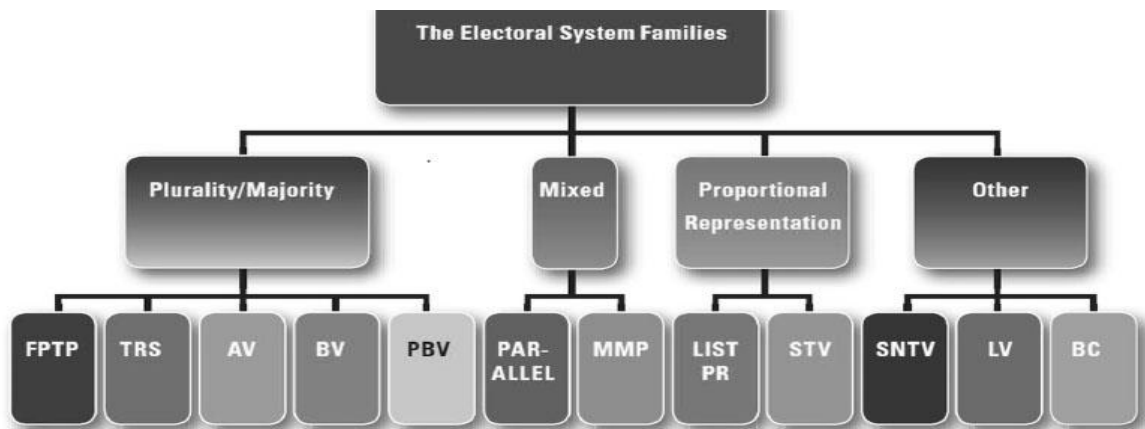 The Electoral System Families
Plurality/Majority
Mixed
Proportional
Representation
Other
FPTP
TRS
AV
BV
PBV
PAR-
ALLEL
MMP
LIST
PR
STV
SNTV
LV
BC